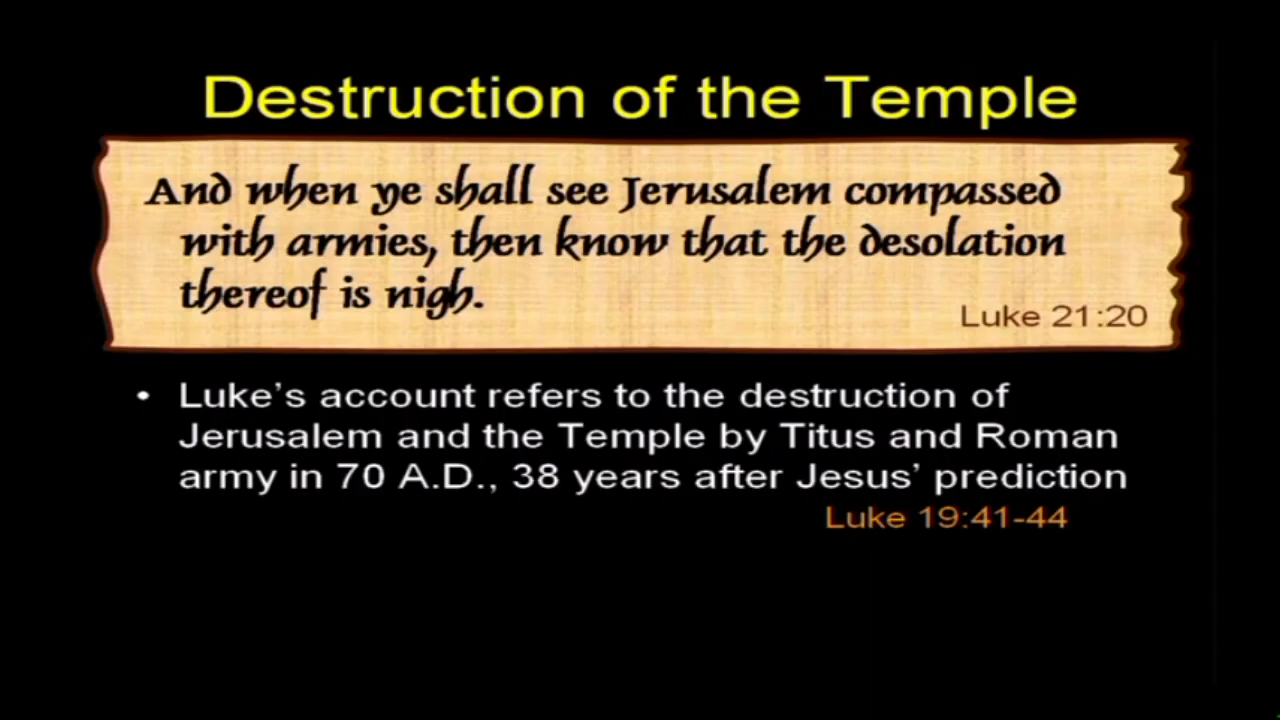 Destruction of the Temple
And when ye shall see Jerusalem compassed
with armies, then know that the desolation
thereof is nigh.
Luke 21:20
• Luke’s account refers to the destruction of
Jerusalem and the Temple by Titus and Roman
army in 70 A.D., 38 years after Jesus’ prediction
Luke 19:41-44